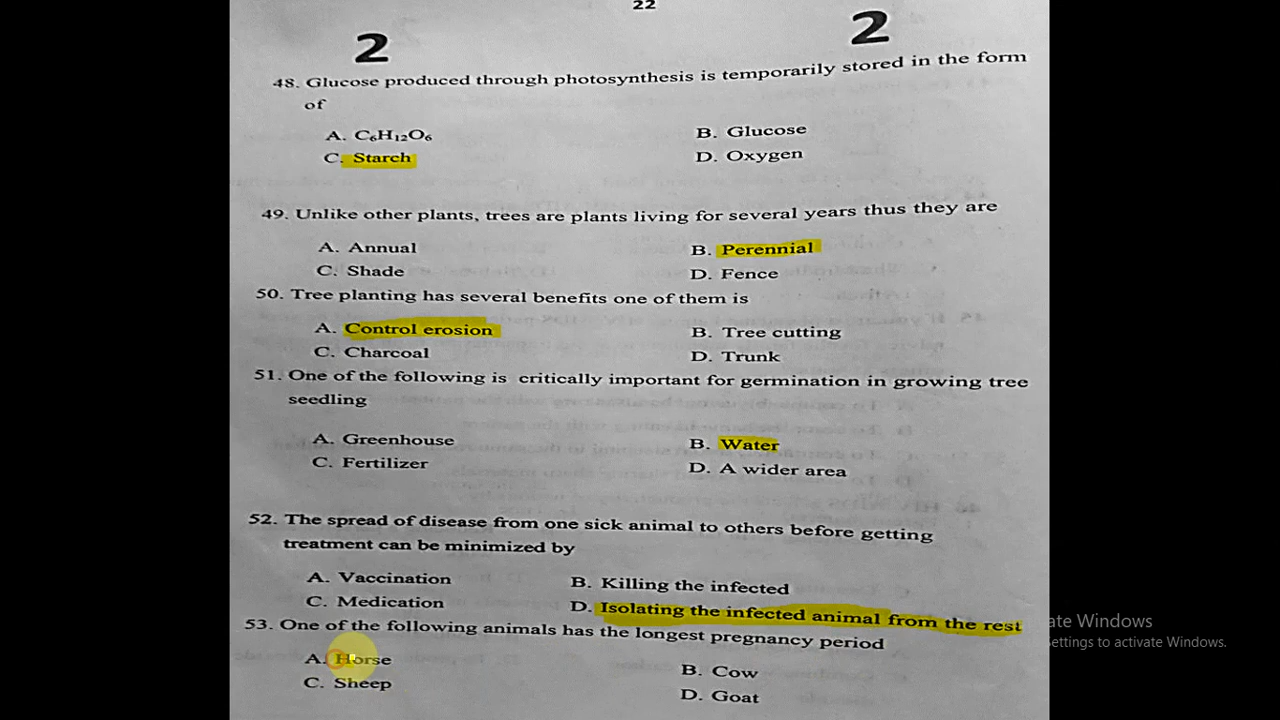 22
2 2
48. Glucose produced through photosynthesis is temporarily stored in the form
of
A. C₆H₁₂O₆ B. Glucose
C. Starch D. Oxygen
49. Unlike other plants, trees are plants living for several years thus they are
A. Annual B. Perennial
C. Shade D. Fence
50. Tree planting has several benefits one of them is
A. Control erosion B. Tree cutting
C. Charcoal D. Trunk
51. One of the following is critically important for germination in growing tree
seedling
A. Greenhouse B. Water
C. Fertilizer D. A wider area
52. The spread of disease from one sick animal to others before getting
treatment can be minimized by
A. Vaccination B. Killing the infected
C. Medication D. Isolating the infected animal from the rest
53. One of the following animals has the longest pregnancy period
A. Horse B. Cow
C. Sheep D. Goat
ate Windows
ettings to activate Windows.